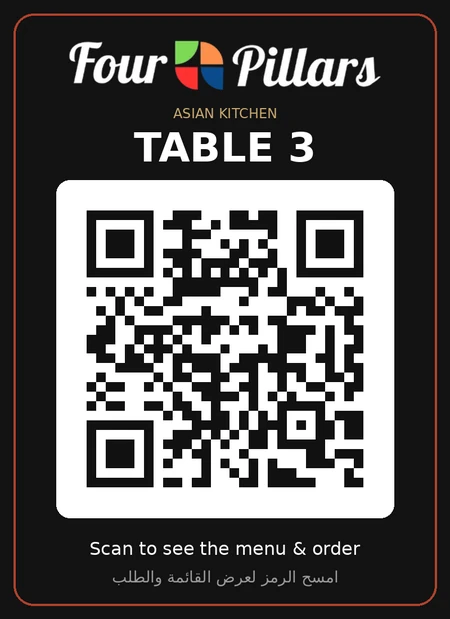 Four Pillars
ASIAN KITCHEN
TABLE 3
Scan to see the menu & order
امسح الرمز لعرض القائمة والطلب